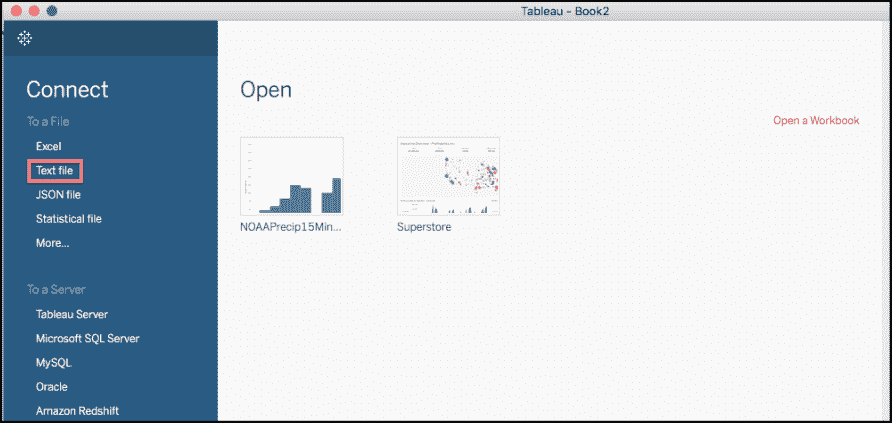 Tableau - Book2
Connect
To a File
Excel
Text file
JSON file
Statistical file
More...
To a Server
Tableau Server
Microsoft SQL Server
MySQL
Oracle
Amazon Redshift
Open
Open a Workbook
NOAAPrecip15Min...
Superstore